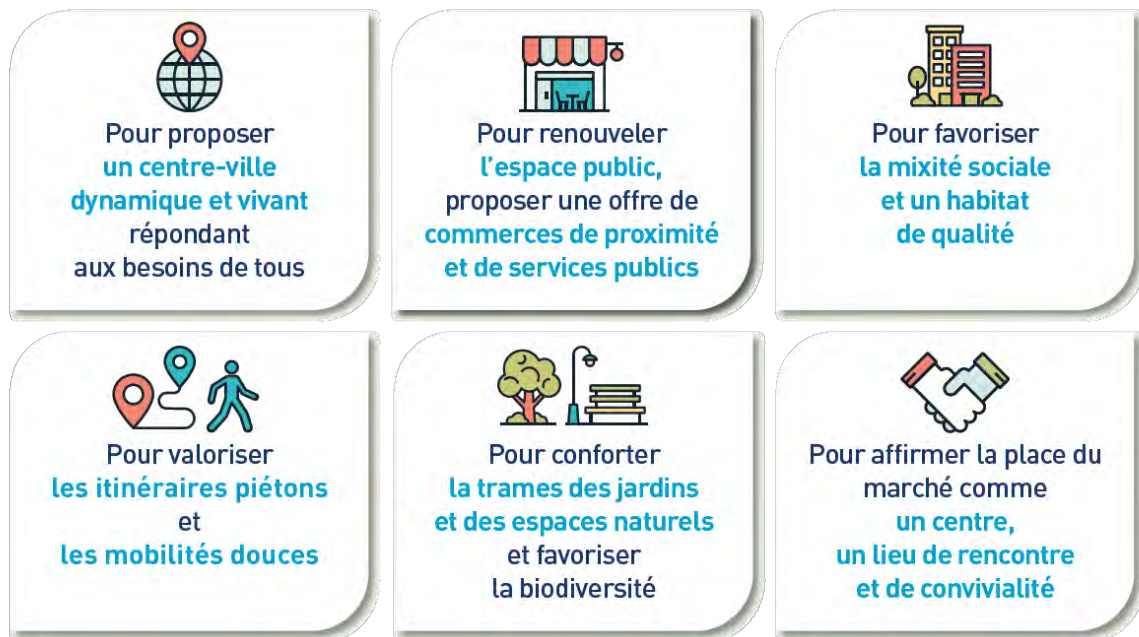 Pour proposer
un centre-ville
dynamique et vivant
répondant
aux besoins de tous
Pour renouveler
l'espace public,
proposer une offre de
commerces de proximité
et de services publics
Pour favoriser
la mixité sociale
et un habitat
de qualité
Pour valoriser
les itinéraires piétons
et
les mobilités douces
Pour conforter
la trames des jardins
et des espaces naturels
et favoriser
la biodiversité
Pour affirmer la place du
marché comme
un centre,
un lieu de rencontre
et de convivialité